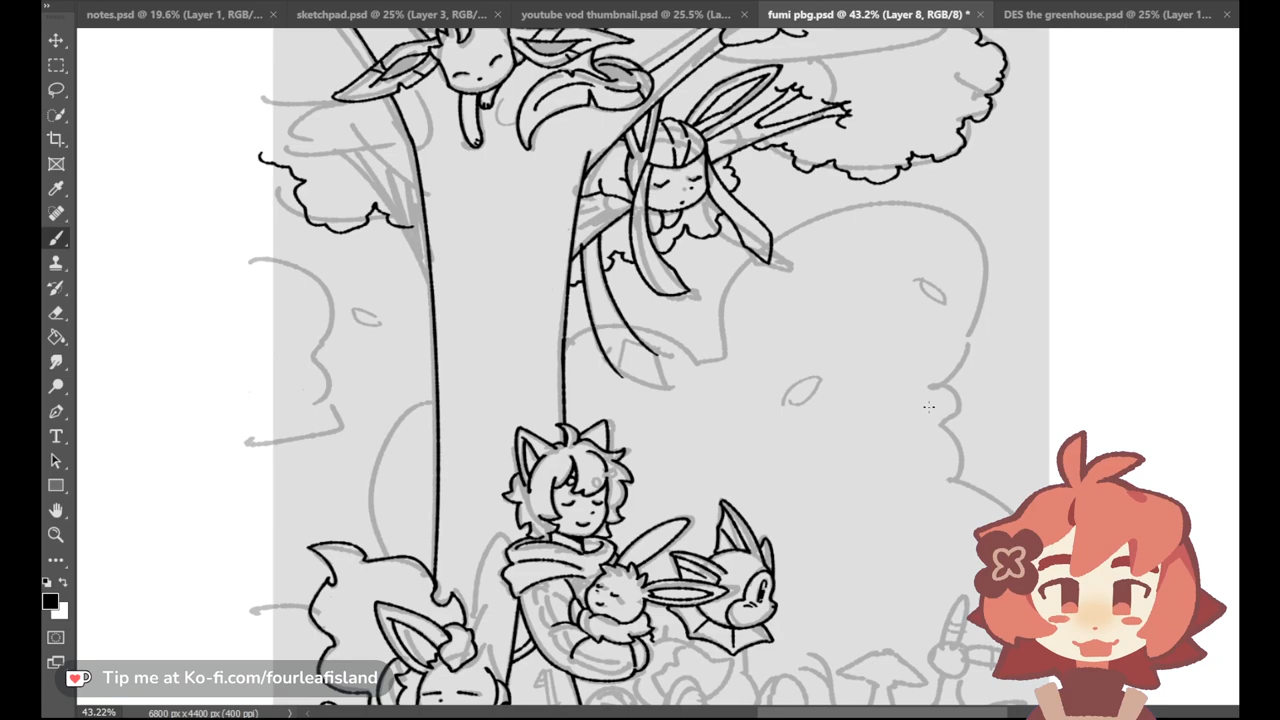 notes.psd @ 19.6% (Layer 1, RGB/... ×
sketchpad.psd @ 25% (Layer 3, RGB/... ×
youtube vod thumbnail.psd @ 25.5% (La... ×
fumi pbg.psd @ 43.2% (Layer 8, RGB/8) * ×
DES the greenhouse.psd @ 25% (Layer 1... ×
Tip me at Ko-fi.com/fourleafisland
43.22%
6800 px x 4400 px (400 ppi)